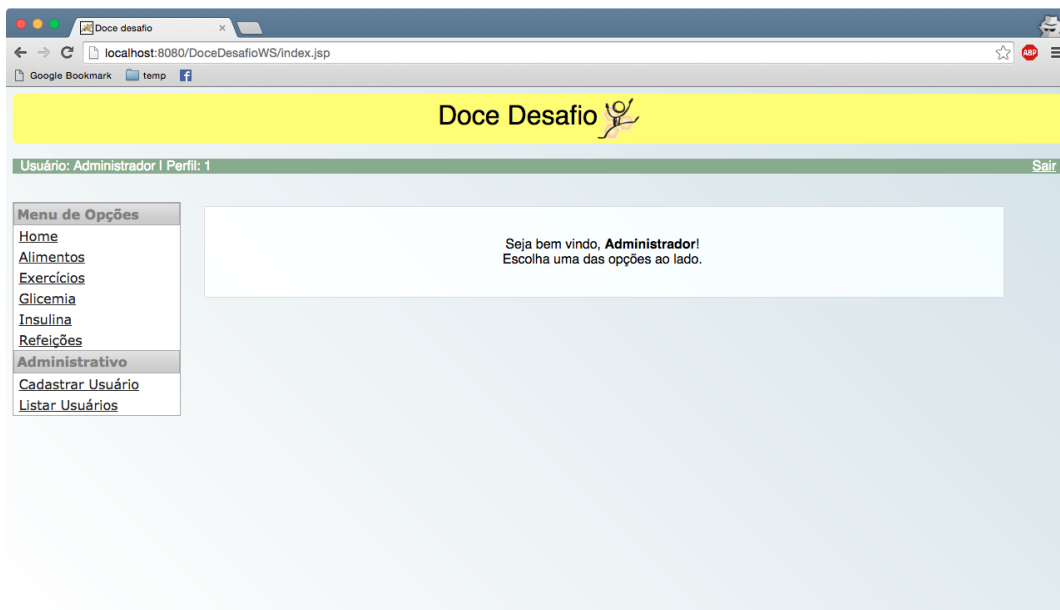 Doce desafio
localhost:8080/DoceDesafioWS/index.jsp
ABP
Google Bookmark temp f
Doce Desafio
Usuário: Administrador | Perfil: 1 Sair
Menu de Opções
Home
Alimentos
Exercícios
Glicemia
Insulina
Refeições
Administrativo
Cadastrar Usuário
Listar Usuários
Seja bem vindo, Administrador!
Escolha uma das opções ao lado.